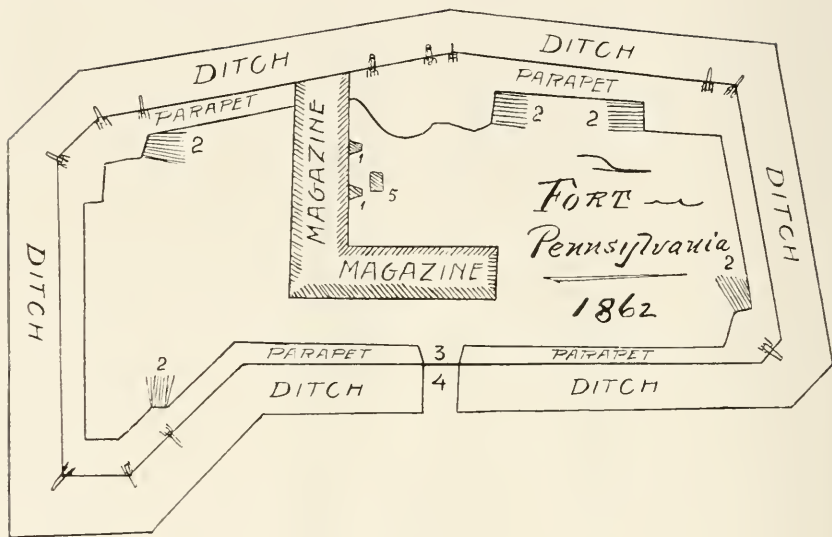 DITCH
DITCH
PARAPET
PARAPET
2
2
2
MAGAZINE
1
1
5
FORT
Pennsylvania
1862
2
DITCH
DITCH
MAGAZINE
2
PARAPET
3
PARAPET
4
DITCH
DITCH